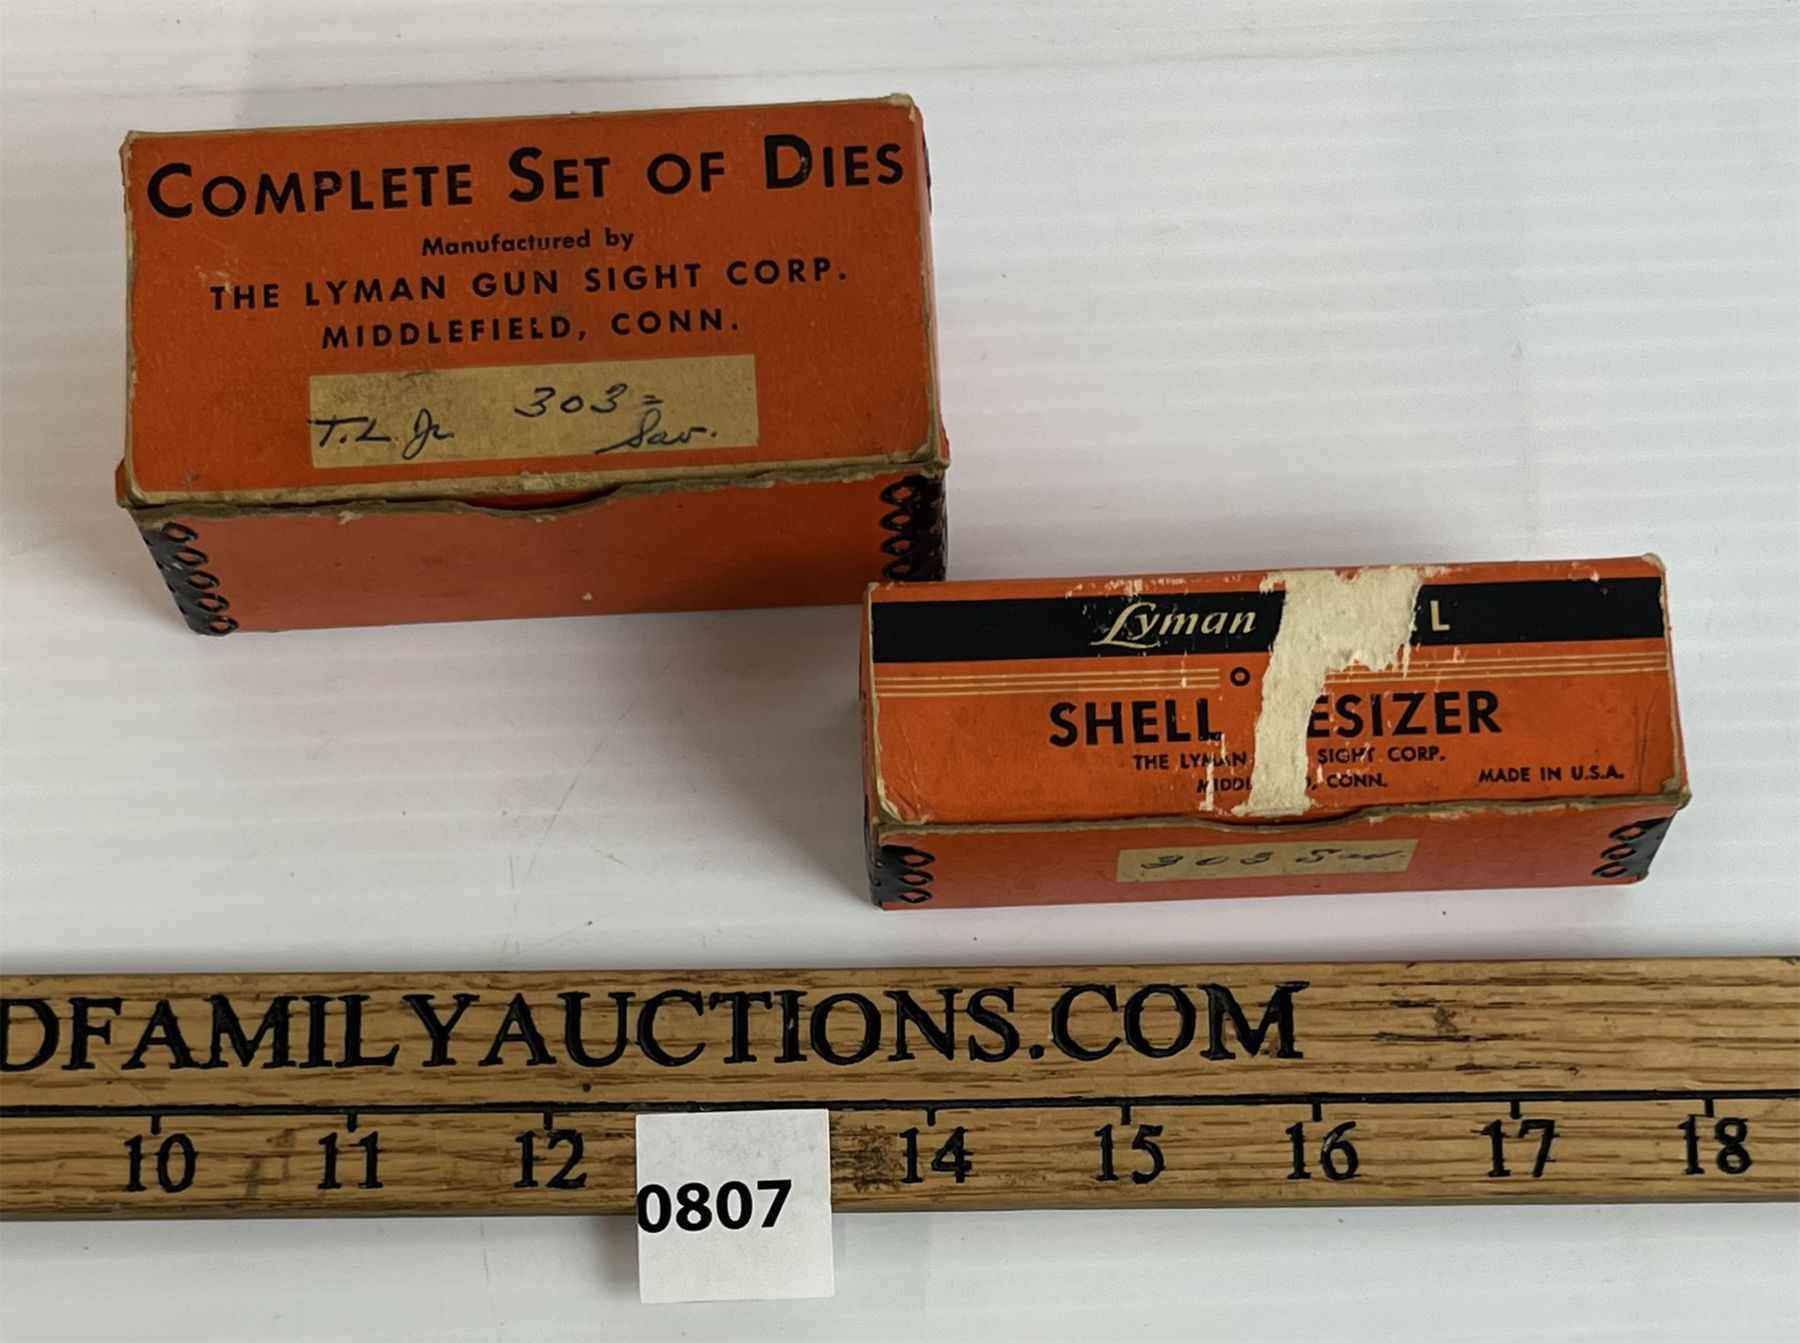 COMPLETE SET OF DIES
Manufactured by
THE LYMAN GUN SIGHT CORP.
MIDDLEFIELD, CONN.
303 =
T.L. Jr. Sav.
Lyman L
O
SHELL ESIZER
THE LYMAN SIGHT CORP.
MIDDL D, CONN. MADE IN U.S.A.
303 Sav.
DFAMILYAUCTIONS.COM
10 11 12 14 15 16 17 18
0807